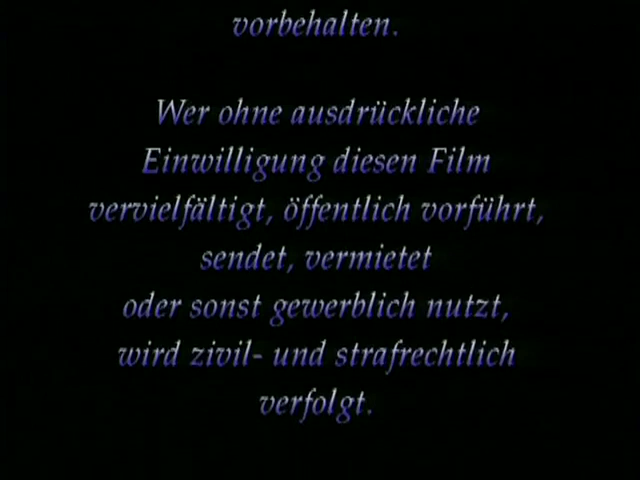 vorbehalten.
Wer ohne ausdrückliche
Einwilligung diesen Film
vervielfältigt, öffentlich vorführt,
sendet, vermietet
oder sonst gewerblich nutzt,
wird zivil- und strafrechtlich
verfolgt.